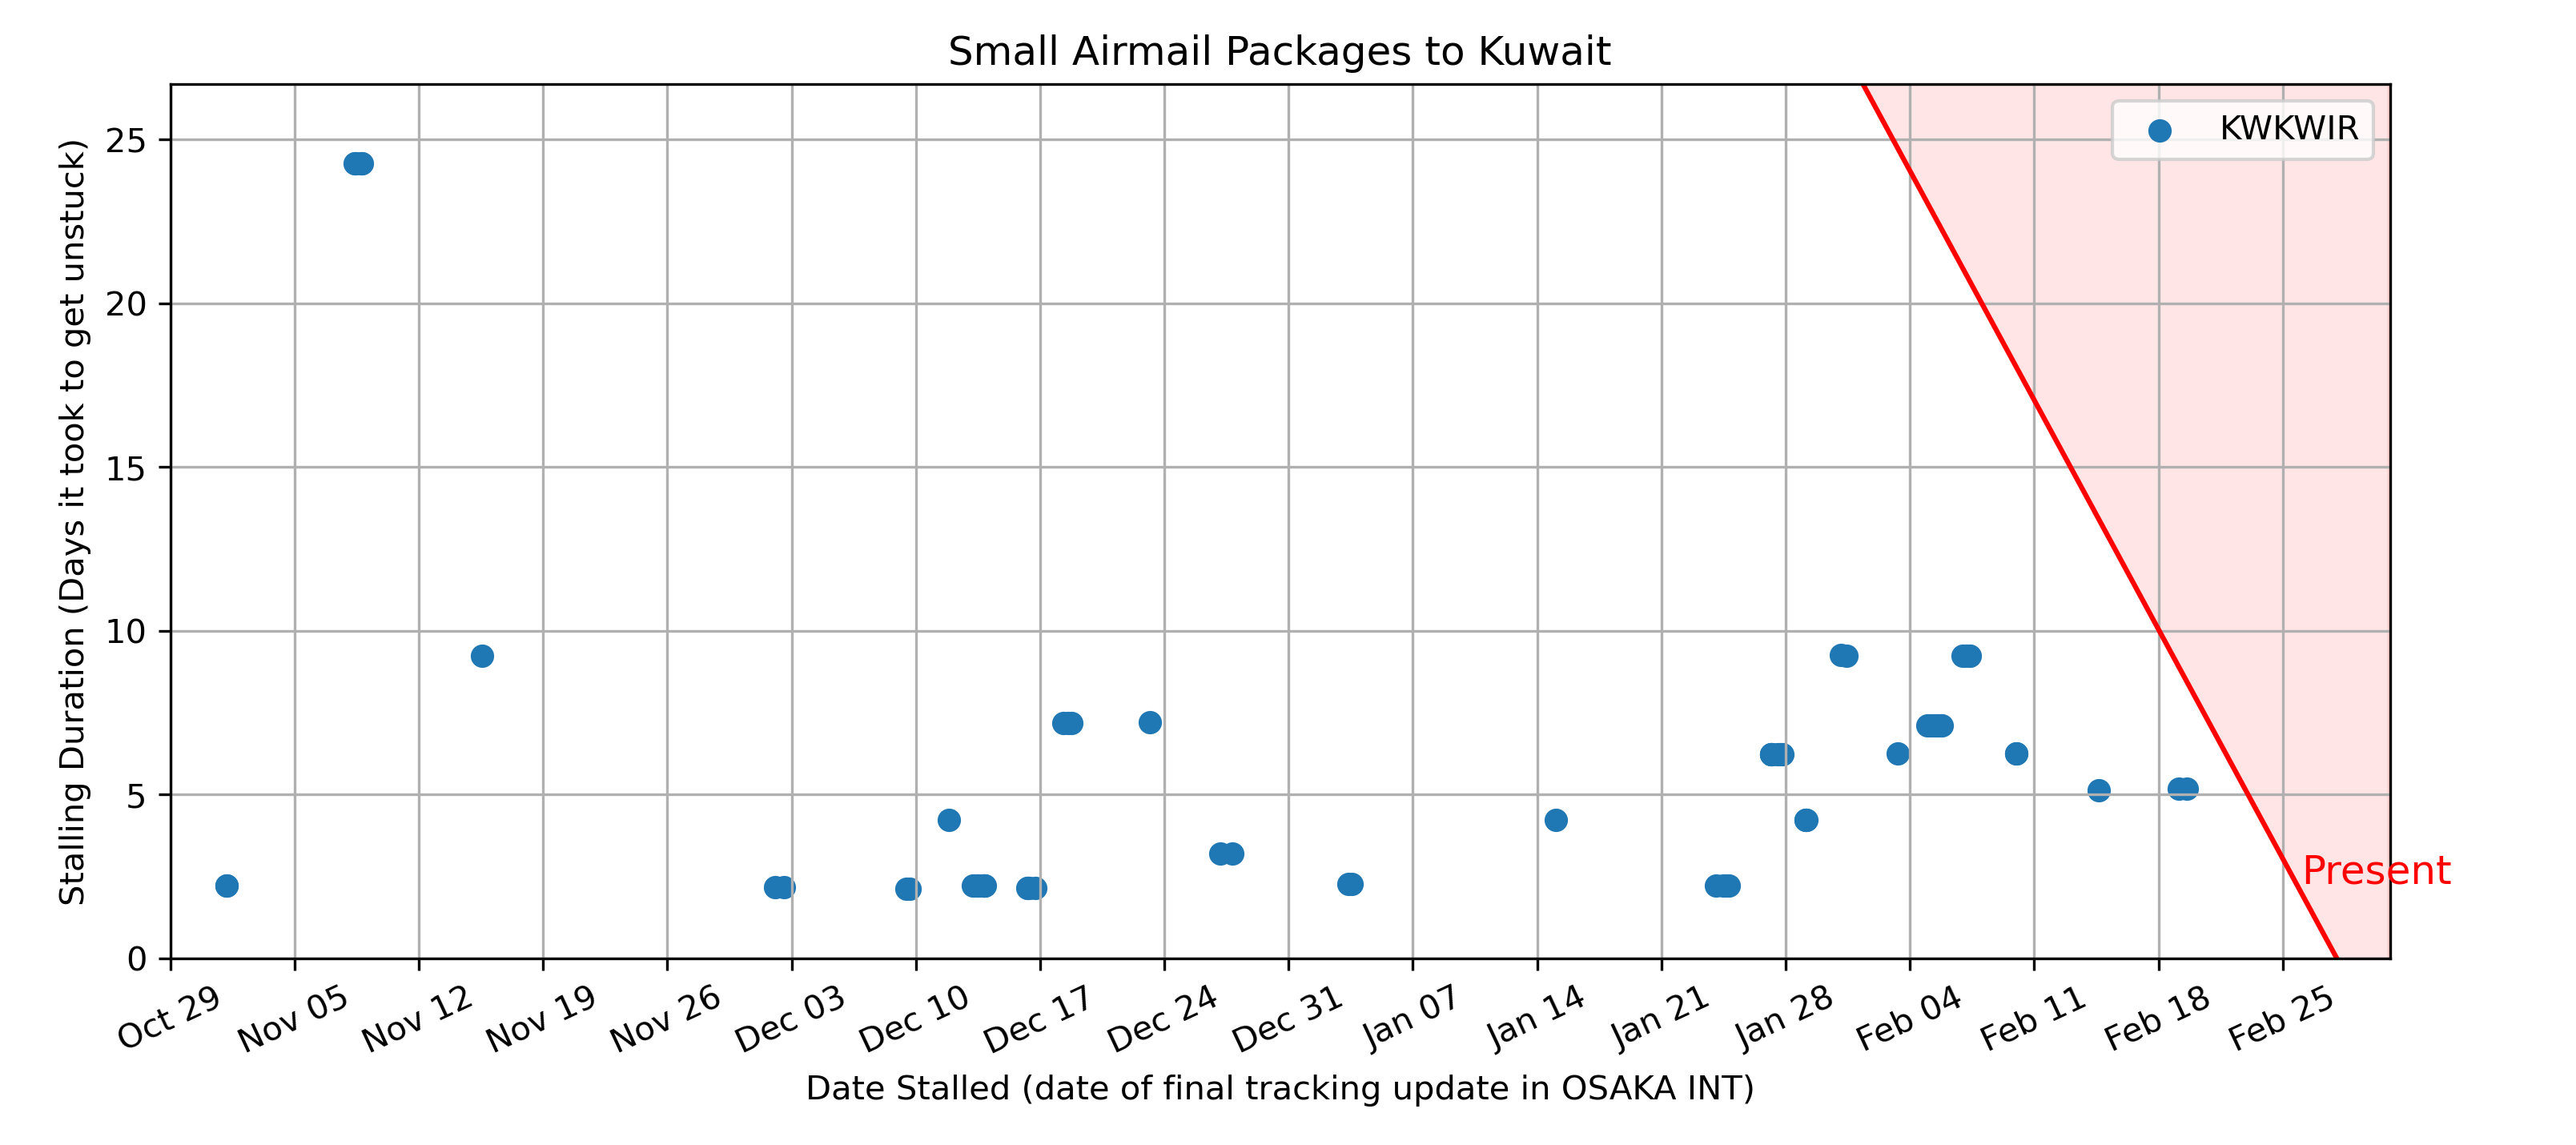 Small Airmail Packages to Kuwait
KWKWIR
Stalling Duration (Days it took to get unstuck)
25
20
15
10
5
0
Present
Oct 29
Nov 05
Nov 12
Nov 19
Nov 26
Dec 03
Dec 10
Dec 17
Dec 24
Dec 31
Jan 07
Jan 14
Jan 21
Jan 28
Feb 04
Feb 11
Feb 18
Feb 25
Date Stalled (date of final tracking update in OSAKA INT)